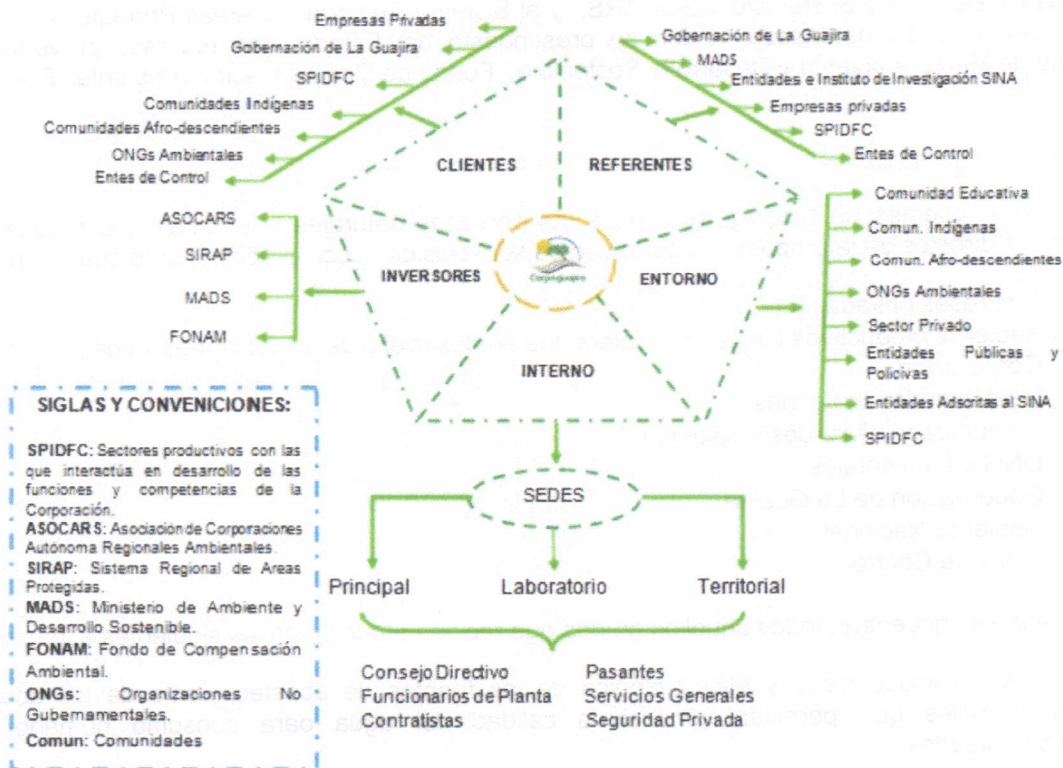 Empresas Privadas
Gobernación de La Guajira
SPIDFC
Comunidades Indígenas
Comunidades Afro-descendientes
ONGs Ambientales
Entes de Control
Gobernación de La Guajira
MADS
Entidades e Instituto de Investigación SINA
Empresas privadas
SPIDFC
Entes de Control
CLIENTES
REFERENTES
ASOCARS
SIRAP
MADS
FONAM
INVERSORES
Corpoguajira
ENTORNO
Comunidad Educativa
Comun. Indígenas
Comun. Afro-descendientes
ONGs Ambientales
Sector Privado
Entidades Públicas y
Policivas
Entidades Adscritas al SINA
SPIDFC
INTERNO
SEDES
Principal
Laboratorio
Territorial
Consejo Directivo
Funcionarios de Planta
Contratistas
Pasantes
Servicios Generales
Seguridad Privada
SIGLAS Y CONVENICIONES:
SPIDFC: Sectores productivos con las
que interactúa en desarrollo de las
funciones y competencias de la
Corporación.
ASOCARS: Asociación de Corporaciones
Autónoma Regionales Ambientales.
SIRAP: Sistema Regional de Areas
Protegidas.
MADS: Ministerio de Ambiente y
Desarrollo Sostenible.
FONAM: Fondo de Compensación
Ambiental.
ONGs: Organizaciones No
Gubernamentales.
Comun: Comunidades